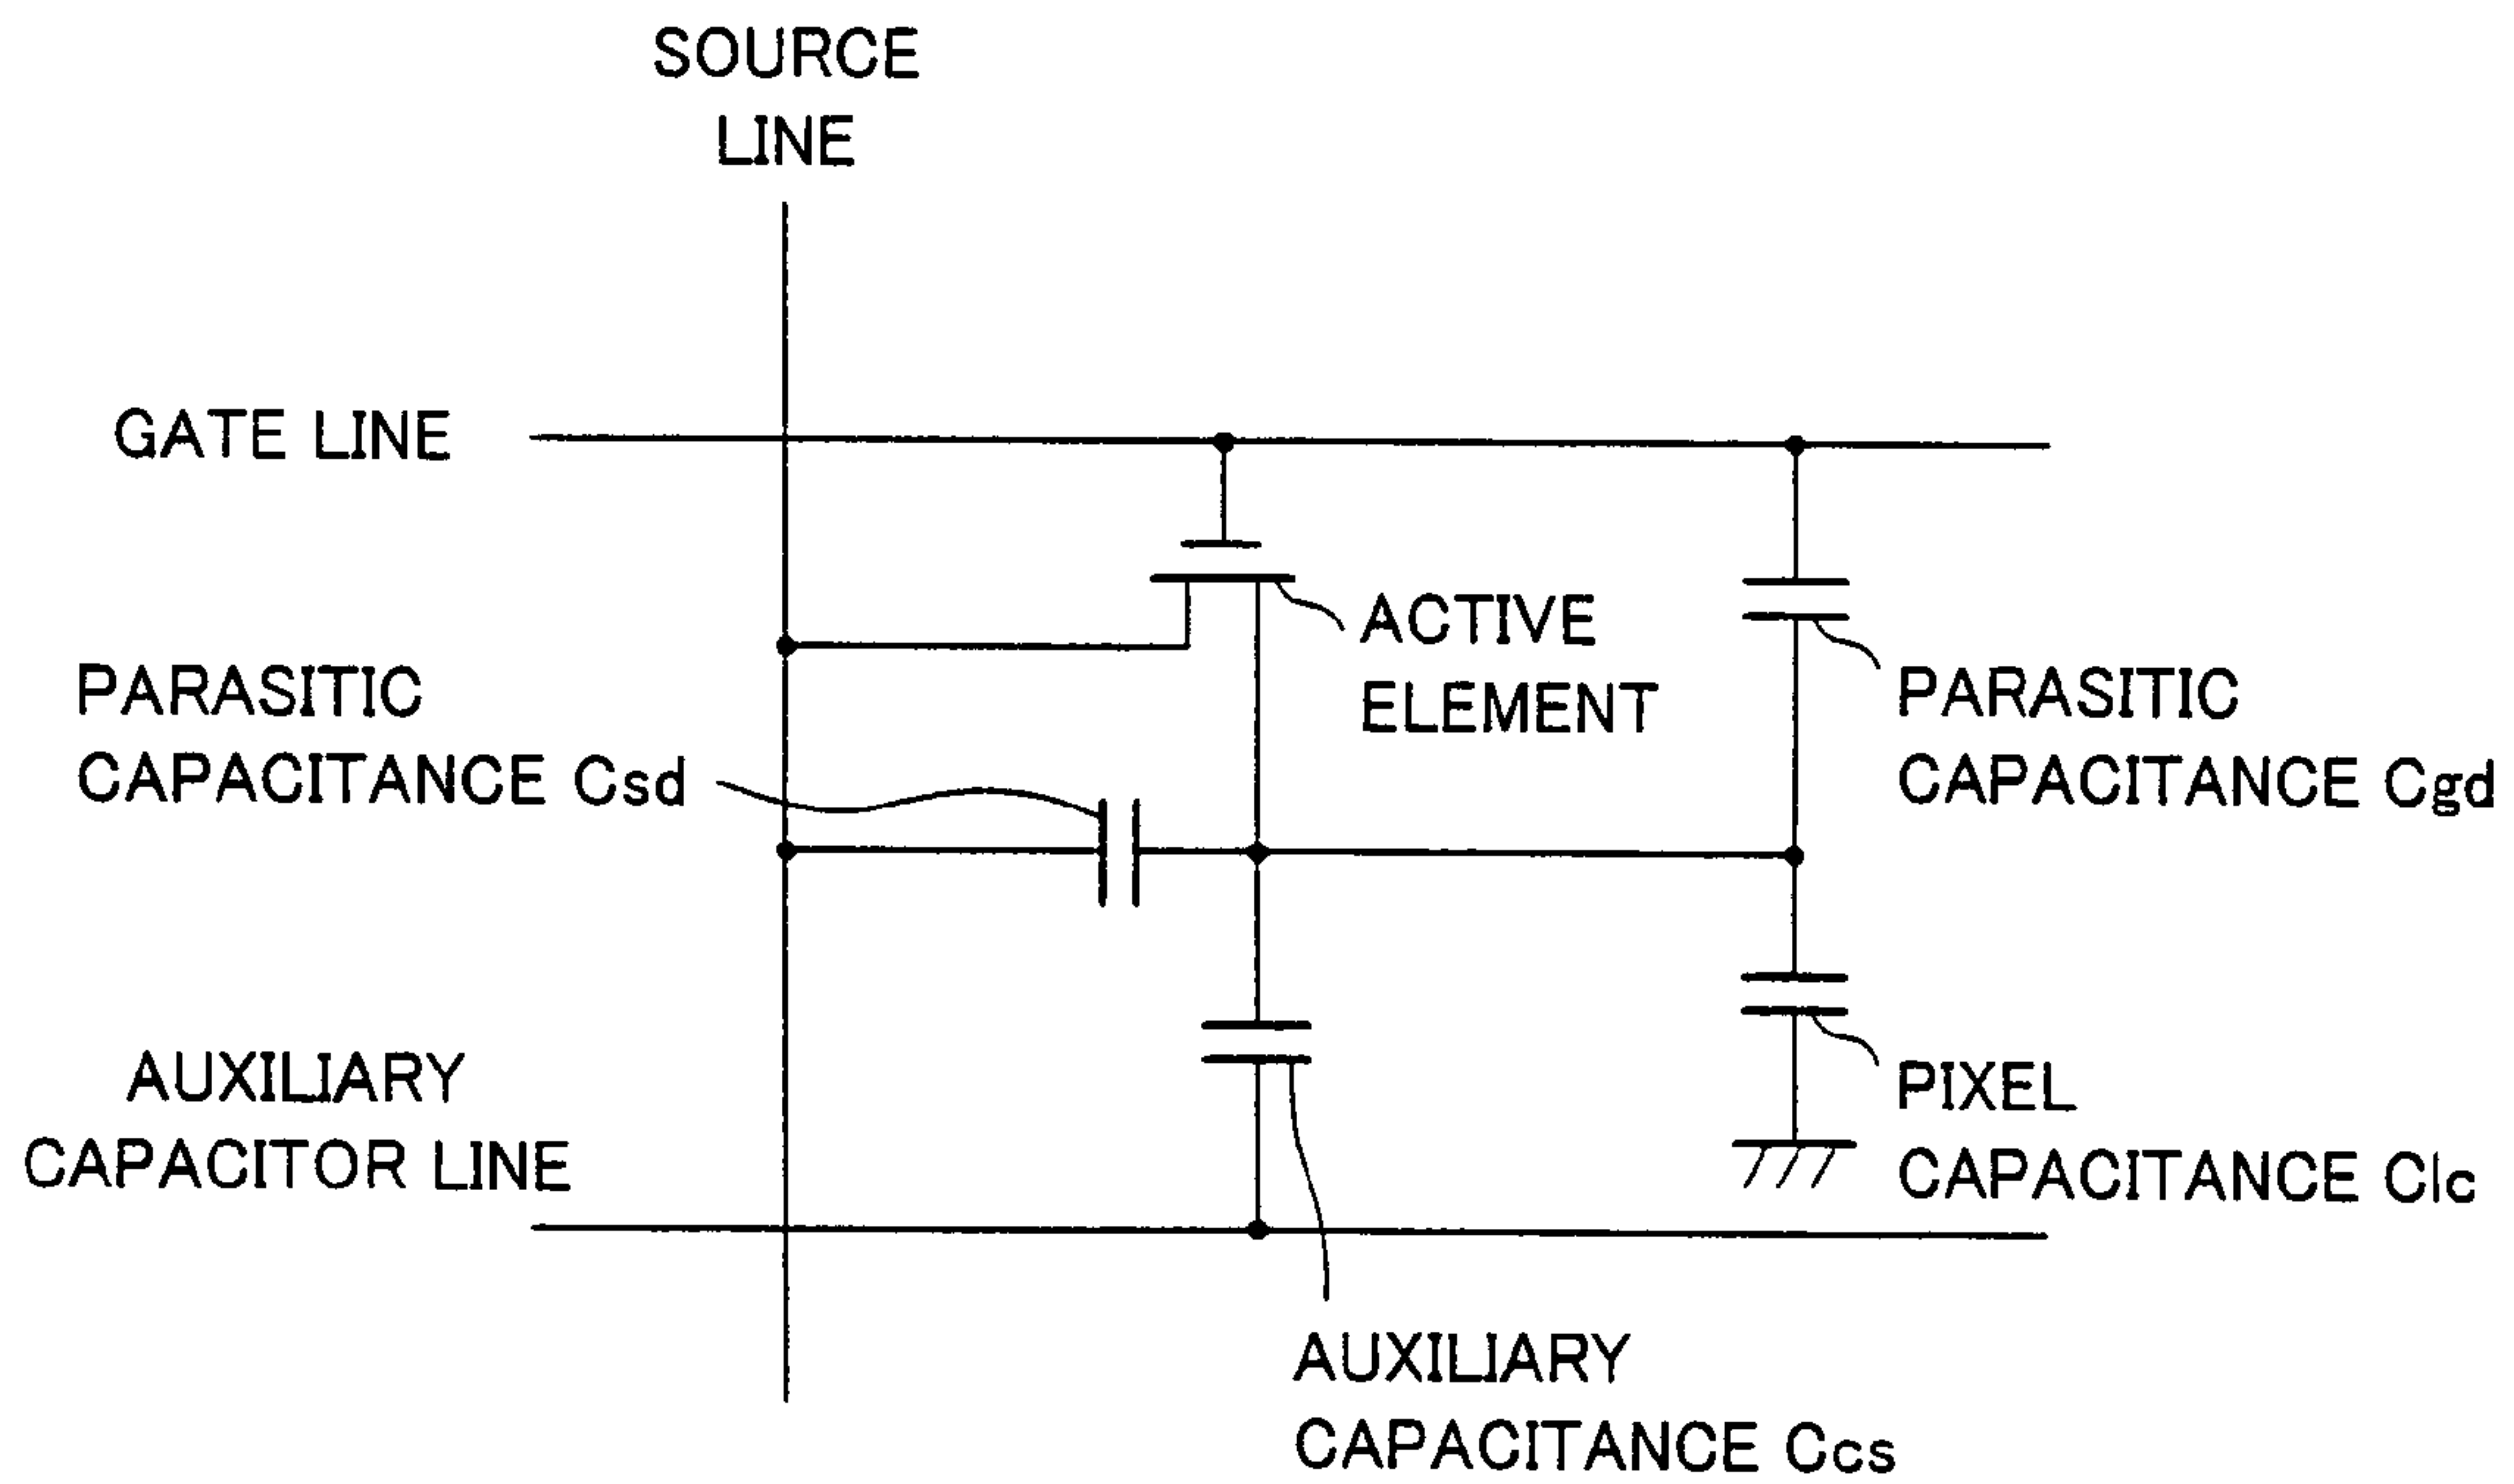 SOURCE
LINE
GATE LINE
ACTIVE
ELEMENT
PARASITIC
CAPACITANCE Csd
PARASITIC
CAPACITANCE Cgd
AUXILIARY
CAPACITOR LINE
PIXEL
CAPACITANCE Clc
AUXILIARY
CAPACITANCE Ccs